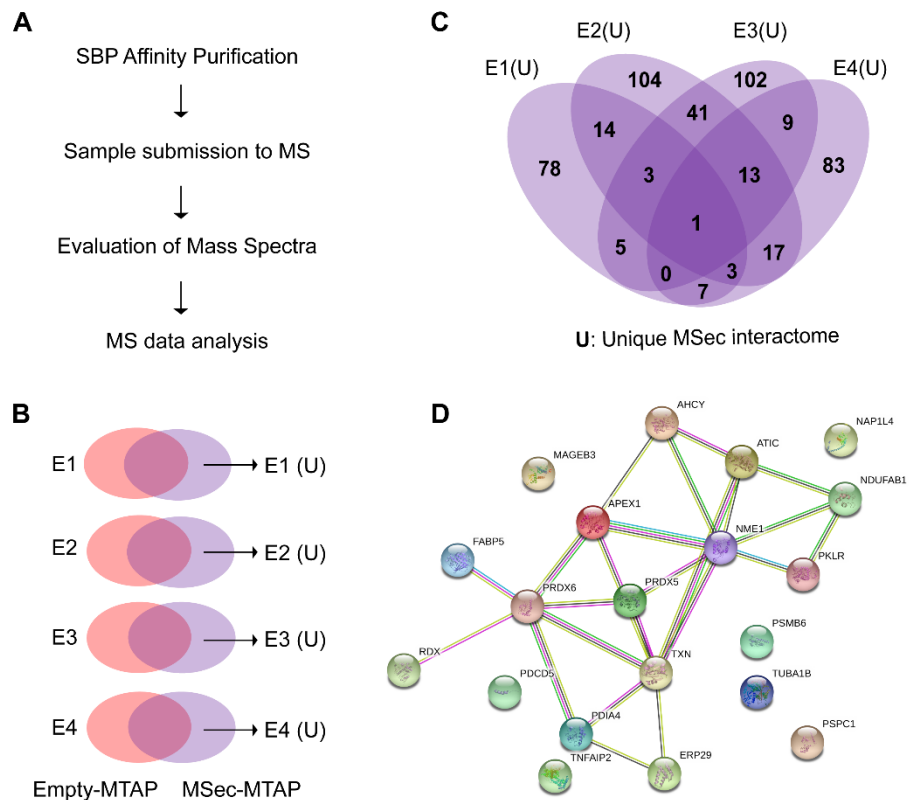 A
SBP Affinity Purification
Sample submission to MS
Evaluation of Mass Spectra
MS data analysis
B
E1
E1 (U)
E2
E2 (U)
E3
E3 (U)
E4
E4 (U)
Empty-MTAP
MSec-MTAP
C
E1(U)
E2(U)
E3(U)
E4(U)
104
102
14
41
9
78
3
13
83
1
5
0
3
17
7
U: Unique MSec interactome
D
AHCY
NAP1L4
ATIC
MAGEB3
NDUFAB1
APEX1
NME1
FABP5
PKLR
PRDX6
PRDX5
PSMB6
RDX
TXN
PDCD5
TUBA1B
PDIA4
PSPC1
TNFAIP2
ERP29